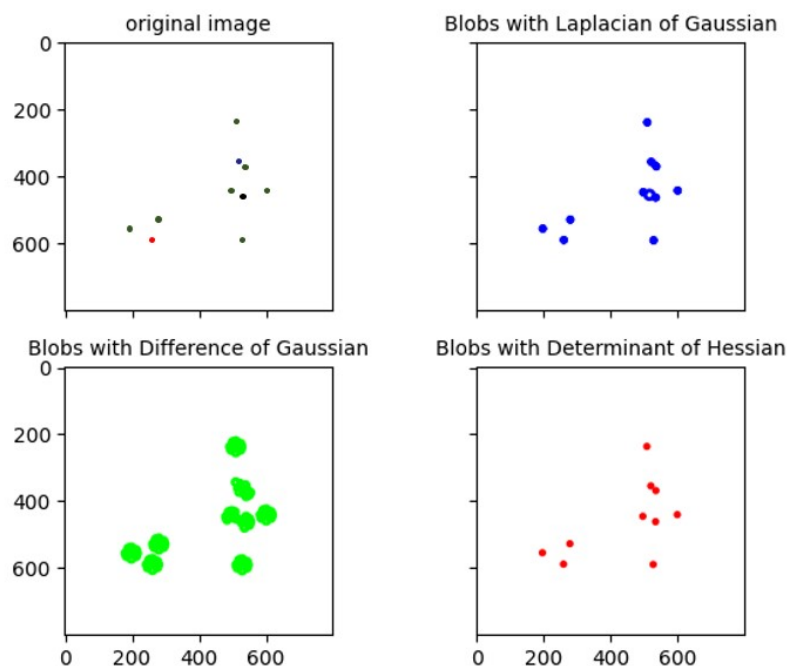 original image
Blobs with Laplacian of Gaussian
0
200
400
600
Blobs with Difference of Gaussian
Blobs with Determinant of Hessian
0
200
400
600
0 200 400 600
0 200 400 600